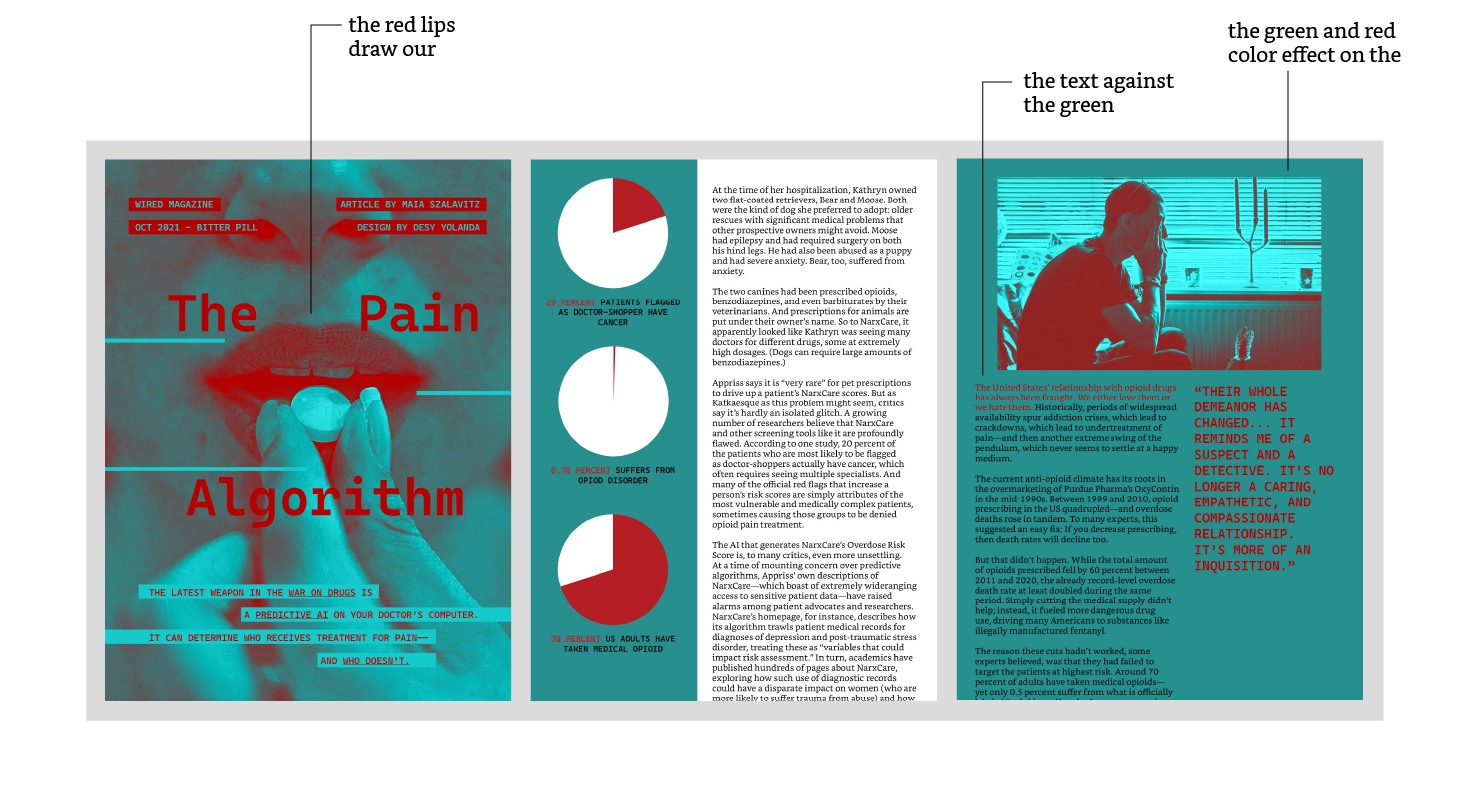 the red lips
draw our
the text against
the green
the green and red
color effect on the
WIRED MAGAZINE
ARTICLE BY MAIA SZALAVITZ
OCT 2021 – BITTER PILL
DESIGN BY DESY YOLANDA
The Pain
Algorithm
THE LATEST WEAPON IN THE WAR ON DRUGS IS
A PREDICTIVE AI ON YOUR DOCTOR'S COMPUTER.
IT CAN DETERMINE WHO RECEIVES TREATMENT FOR PAIN——
AND WHO DOESN'T.
20 PERCENT PATIENTS FLAGGED
AS DOCTOR-SHOPPER HAVE
CANCER
0.70 PERCENT SUFFERS FROM
OPIOD DISORDER
70 PERCENT US ADULTS HAVE
TAKEN MEDICAL OPIOID
At the time of her hospitalization, Kathryn owned
two flat-coated retrievers, Bear and Moose. Both
were the kind of dog she preferred to adopt: older
rescues with significant medical problems that
other prospective owners might avoid. Moose
had epilepsy and had required surgery on both
his hind legs. He had also been abused as a puppy
and had severe anxiety. Bear, too, suffered from
anxiety.
The two canines had been prescribed opioids,
benzodiazepines, and even barbiturates by their
veterinarians. And prescriptions for animals are
put under their owner's name. So to NarxCare, it
apparently looked like Kathryn was seeing many
doctors for different drugs, some at extremely
high dosages. (Dogs can require large amounts of
benzodiazepines.)
Appriss says it is “very rare” for pet prescriptions
to drive up a patient's NarxCare scores. But as
Kafkaesque as this problem might seem, critics
say it's hardly an isolated glitch. A growing
number of researchers believe that NarxCare
and other screening tools like it are profoundly
flawed. According to one study, 20 percent of
the patients who are most likely to be flagged
as doctor-shoppers actually have cancer, which
often requires seeing multiple specialists. And
many of the official red flags that increase a
person's risk scores are simply attributes of the
most vulnerable and medically complex patients,
sometimes causing those groups to be denied
opioid pain treatment.
The AI that generates NarxCare's Overdose Risk
Score is, to many critics, even more unsettling.
At a time of mounting concern over predictive
algorithms, Appriss' own descriptions of
NarxCare—which boast of extremely wideranging
access to sensitive patient data—have raised
alarms among patient advocates and researchers.
NarxCare's homepage, for instance, describes how
its algorithm trawls patient medical records for
diagnoses of depression and post-traumatic stress
disorder, treating these as “variables that could
impact risk assessment.” In turn, academics have
published hundreds of pages about NarxCare,
exploring how such use of diagnostic records
could have a disparate impact on women (who are
more likely to suffer trauma from abuse) and how
The United States' relationship with opioid drugs
has always been fraught. We either love them or
we hate them. Historically, periods of widespread
availability spur addiction crises, which lead to
crackdowns, which lead to undertreatment of
pain—and then another extreme swing of the
pendulum, which never seems to settle at a happy
medium.
The current anti-opioid climate has its roots in
the overmarketing of Purdue Pharma's OxyContin
in the mid-1990s. Between 1999 and 2010, opioid
prescribing in the US quadrupled—and overdose
deaths rose in tandem. To many experts, this
suggested an easy fix: If you decrease prescribing,
then death rates will decline too.
But that didn't happen. While the total amount
of opioids prescribed fell by 60 percent between
2011 and 2020, the already record-level overdose
death rate at least doubled during the same
period. Simply cutting the medical supply didn't
help; instead, it fueled more dangerous drug
use, driving many Americans to substances like
illegally manufactured fentanyl.
The reason these cuts hadn't worked, some
experts believed, was that they had failed to
target the patients at highest risk. Around 70
percent of adults have taken medical opioids—
yet only 0.5 percent suffer from what is officially
“THEIR WHOLE
DEMEANOR HAS
CHANGED... IT
REMINDS ME OF A
SUSPECT AND A
DETECTIVE. IT'S NO
LONGER A CARING,
EMPATHETIC, AND
COMPASSIONATE
RELATIONSHIP.
IT'S MORE OF AN
INQUISITION.”